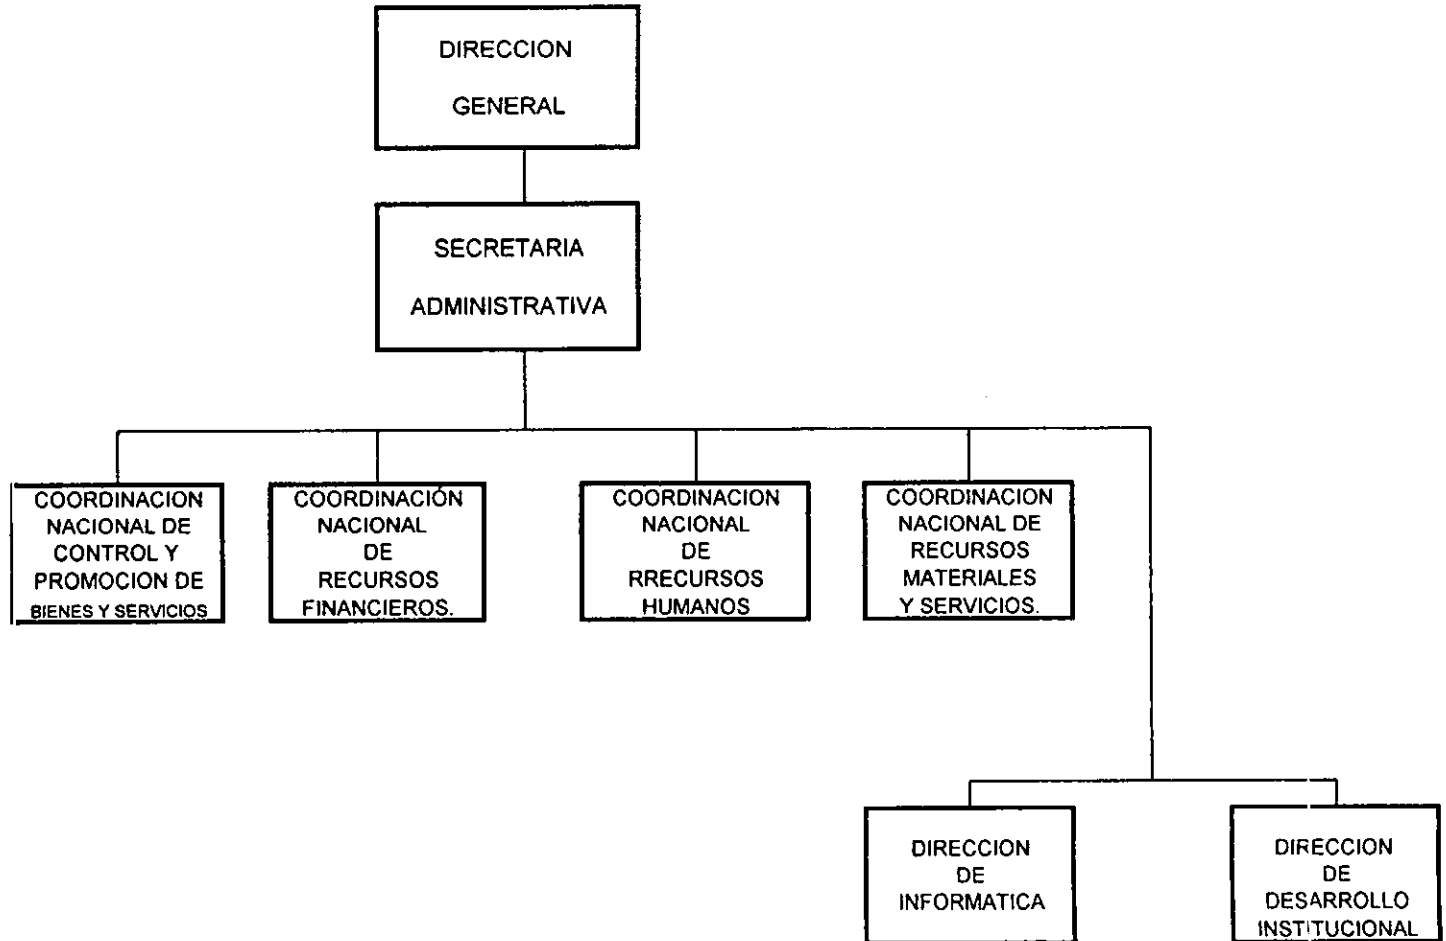 DIRECCION
GENERAL
SECRETARIA
ADMINISTRATIVA
COORDINACION
NACIONAL DE
CONTROL Y
PROMOCION DE
BIENES Y SERVICIOS
COORDINACIÓN
NACIONAL
DE
RECURSOS
FINANCIEROS.
COORDINACION
NACIONAL
DE
RRECURSOS
HUMANOS
COORDINACION
NACIONAL DE
RECURSOS
MATERIALES
Y SERVICIOS.
DIRECCION
DE
INFORMATICA
DIRECCION
DE
DESARROLLO
INSTITUCIONAL